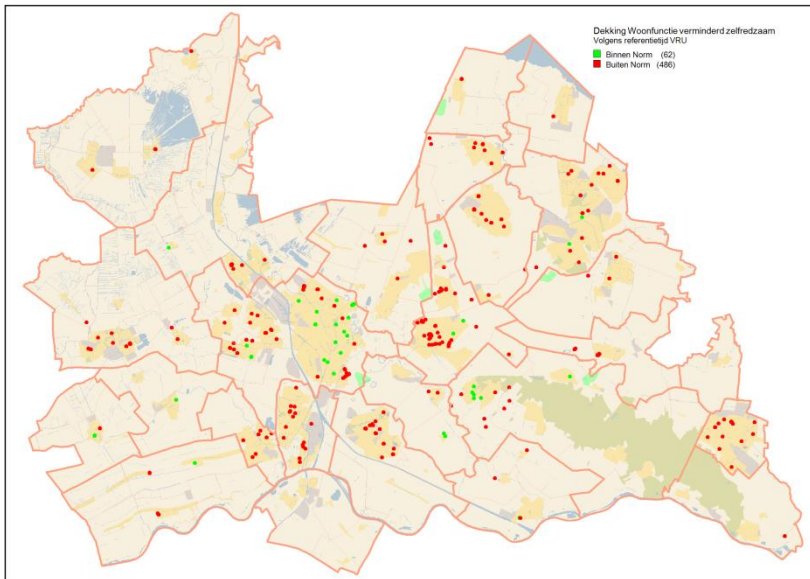 Dekking Woonfunctie verminderd zelfredzaam
Volgens referentietijd VRU
Binnen Norm (62)
Buiten Norm (486)